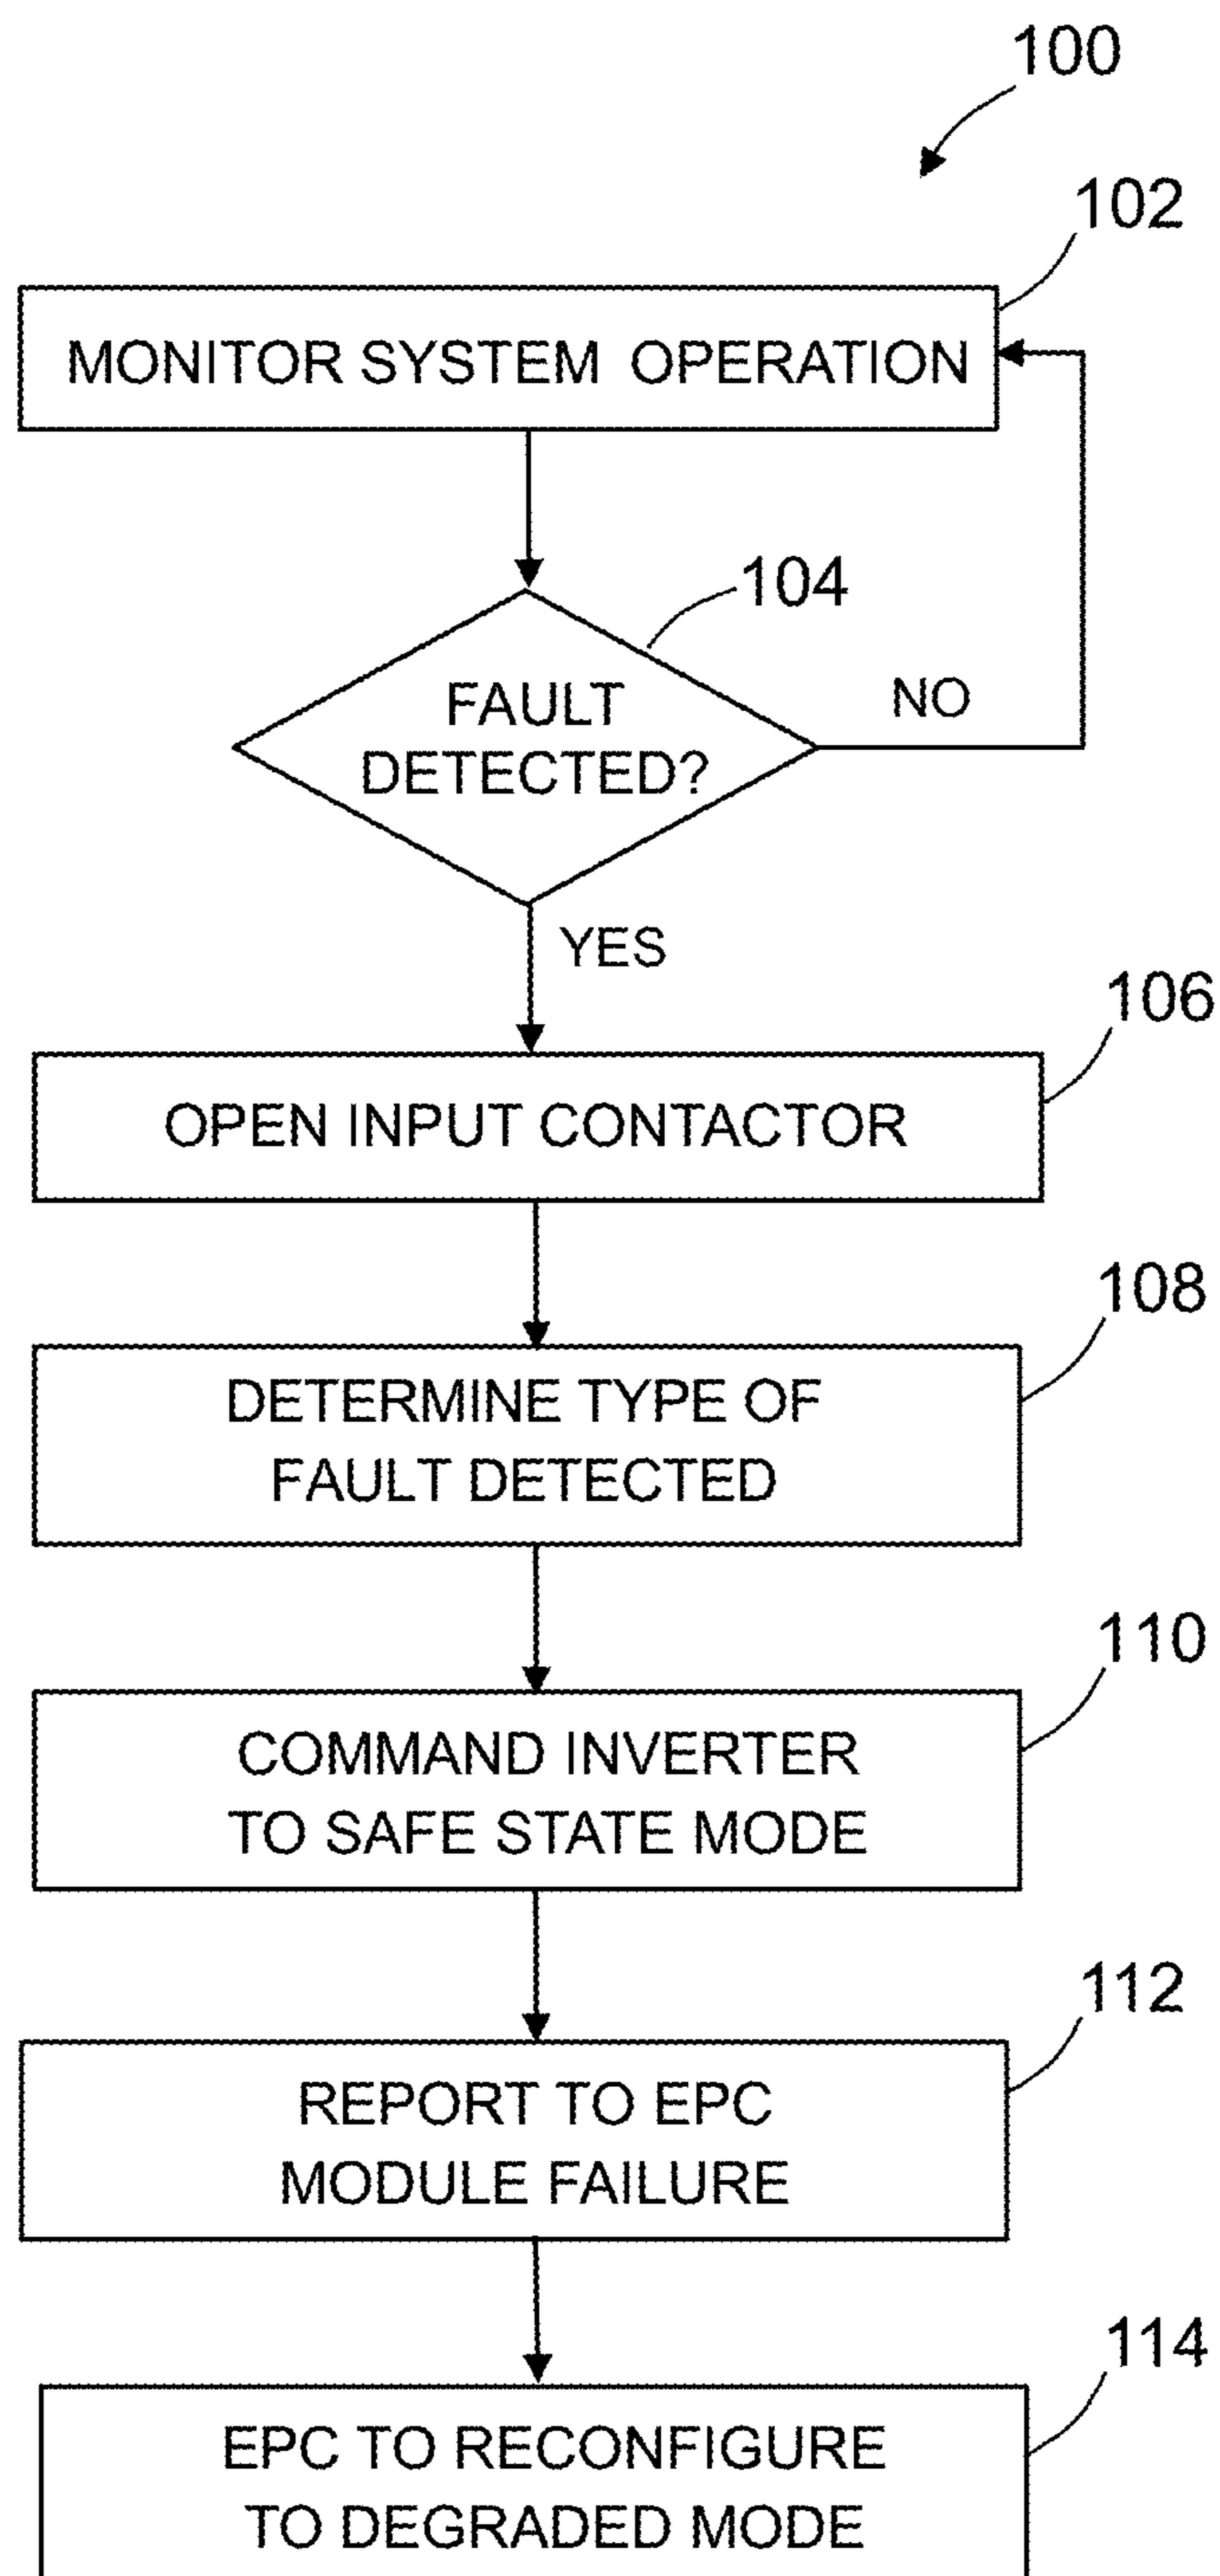 100
102
MONITOR SYSTEM OPERATION
104
FAULT
DETECTED?
NO
YES
106
OPEN INPUT CONTACTOR
108
DETERMINE TYPE OF
FAULT DETECTED
110
COMMAND INVERTER
TO SAFE STATE MODE
112
REPORT TO EPC
MODULE FAILURE
114
EPC TO RECONFIGURE
TO DEGRADED MODE